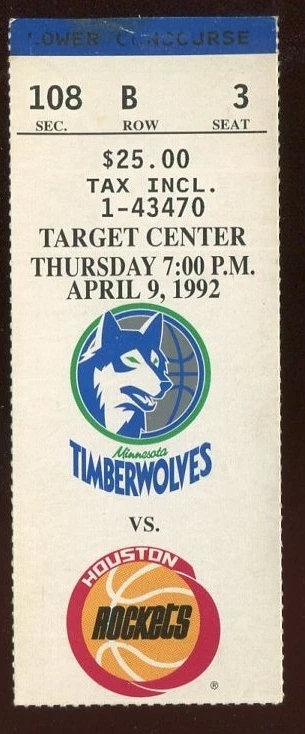 LOWER CONCOURSE
108 B 3
SEC. ROW SEAT
$25.00
TAX INCL.
1-43470
TARGET CENTER
THURSDAY 7:00 P.M.
APRIL 9, 1992
Minnesota
TIMBERWOLVES
VS.
HOUSTON
ROCKETS
®